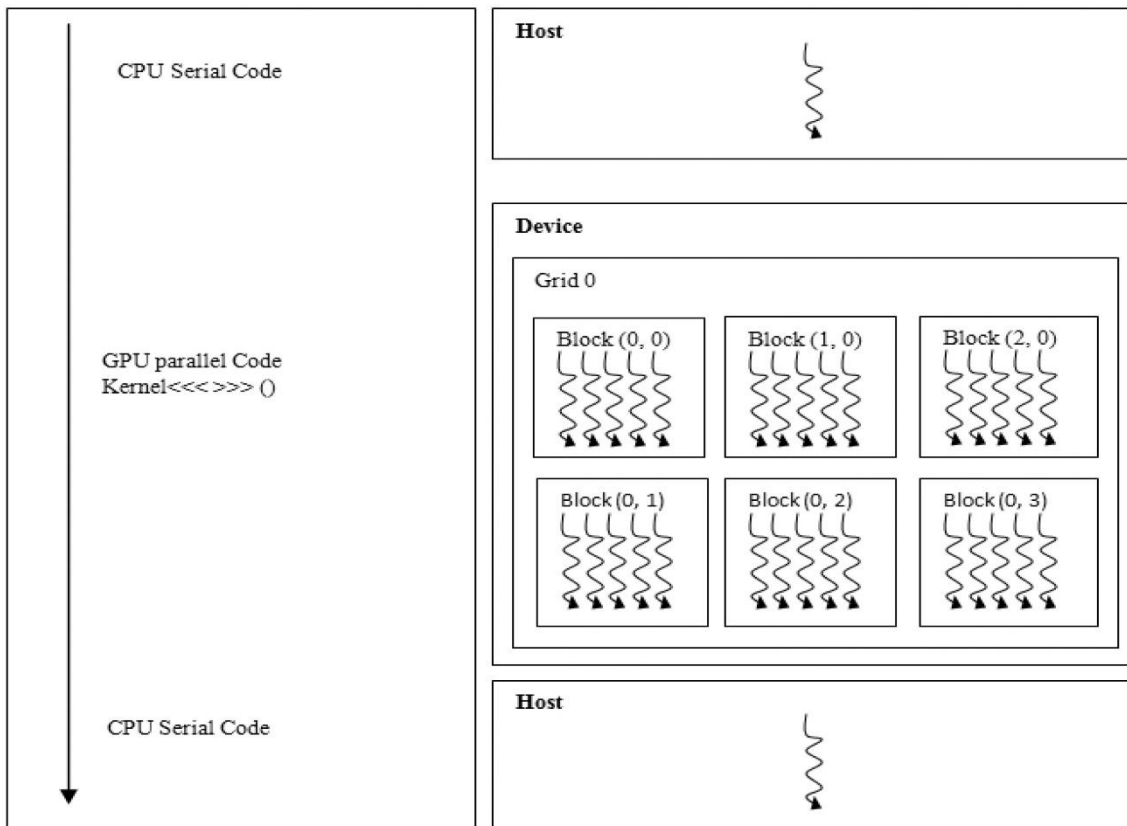 CPU Serial Code
GPU parallel Code
Kernel<<< >>> ()
CPU Serial Code
Host
Device
Grid 0
Block (0, 0)
Block (1, 0)
Block (2, 0)
Block (0, 1)
Block (0, 2)
Block (0, 3)
Host